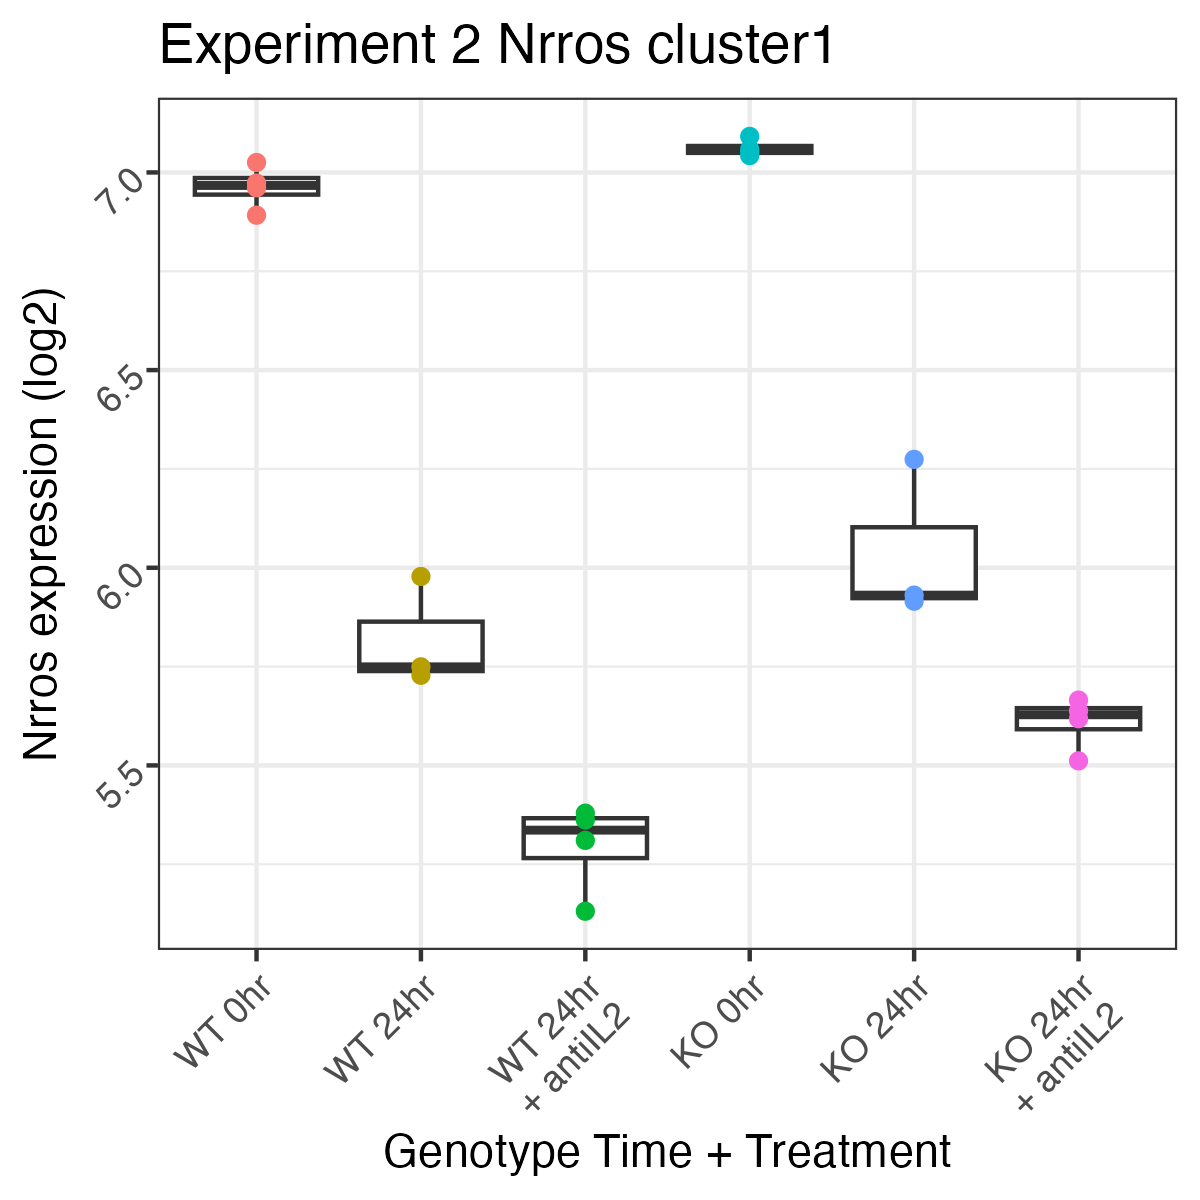 Experiment 2 Nrros cluster1
Nrros expression (log2)
7.0
6.5
6.0
5.5
WT 0hr
WT 24hr
WT 24hr
+ antiIL2
KO 0hr
KO 24hr
KO 24hr
+ antiIL2
Genotype Time + Treatment